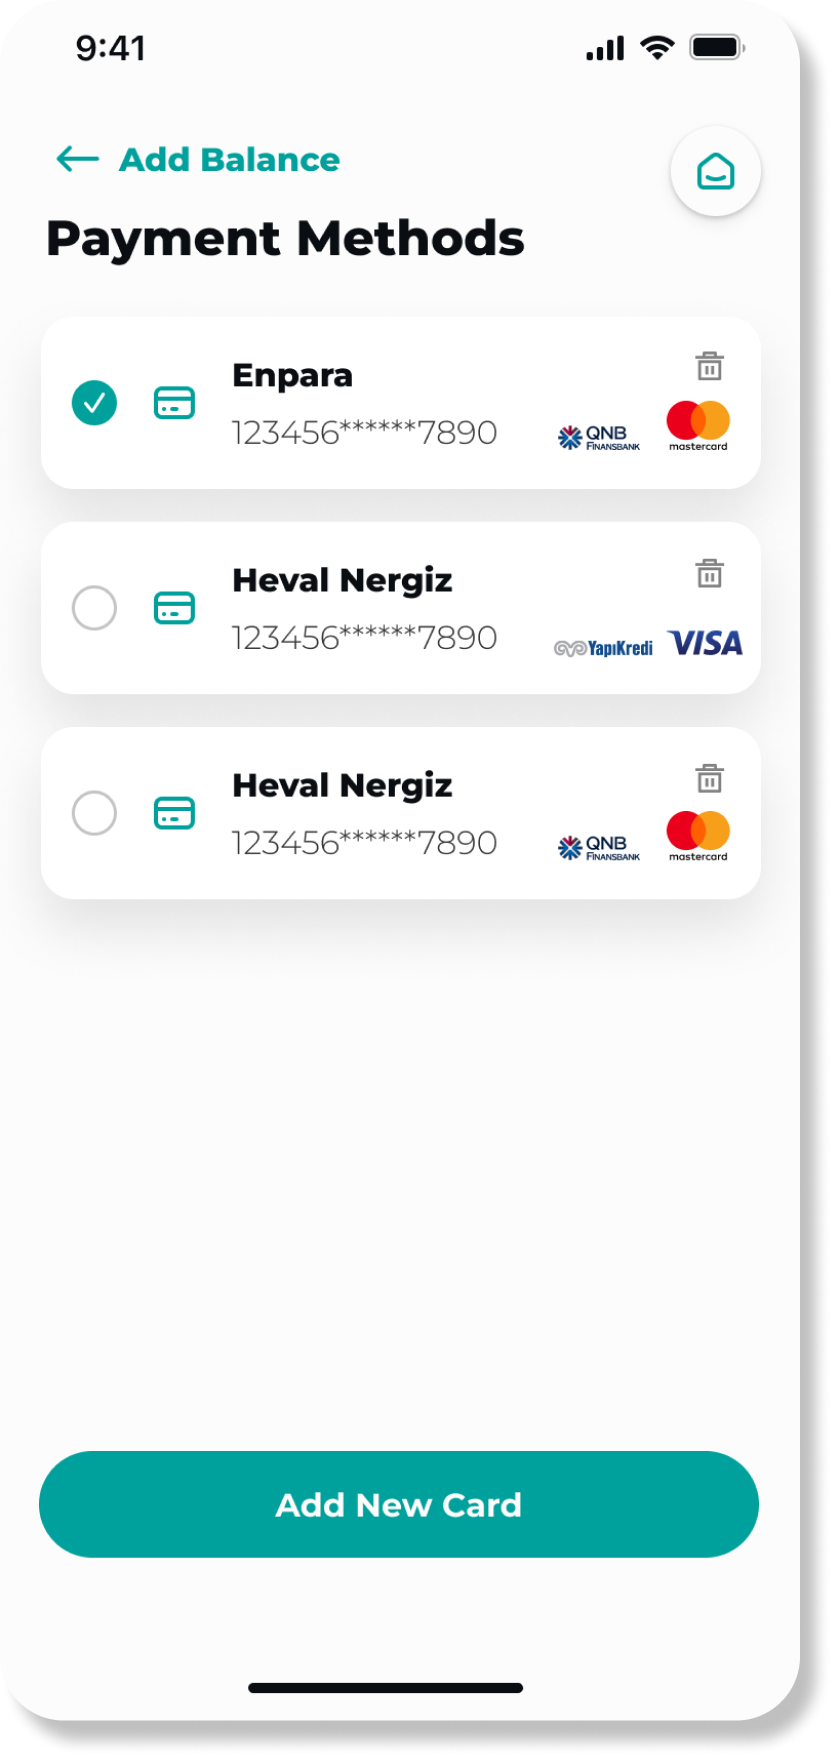 9:41
Add Balance
Payment Methods
Enpara
123456******7890
QNB
FINANSBANK
mastercard
Heval Nergiz
123456******7890
YapıKredi
VISA
Heval Nergiz
123456******7890
QNB
FINANSBANK
mastercard
Add New Card